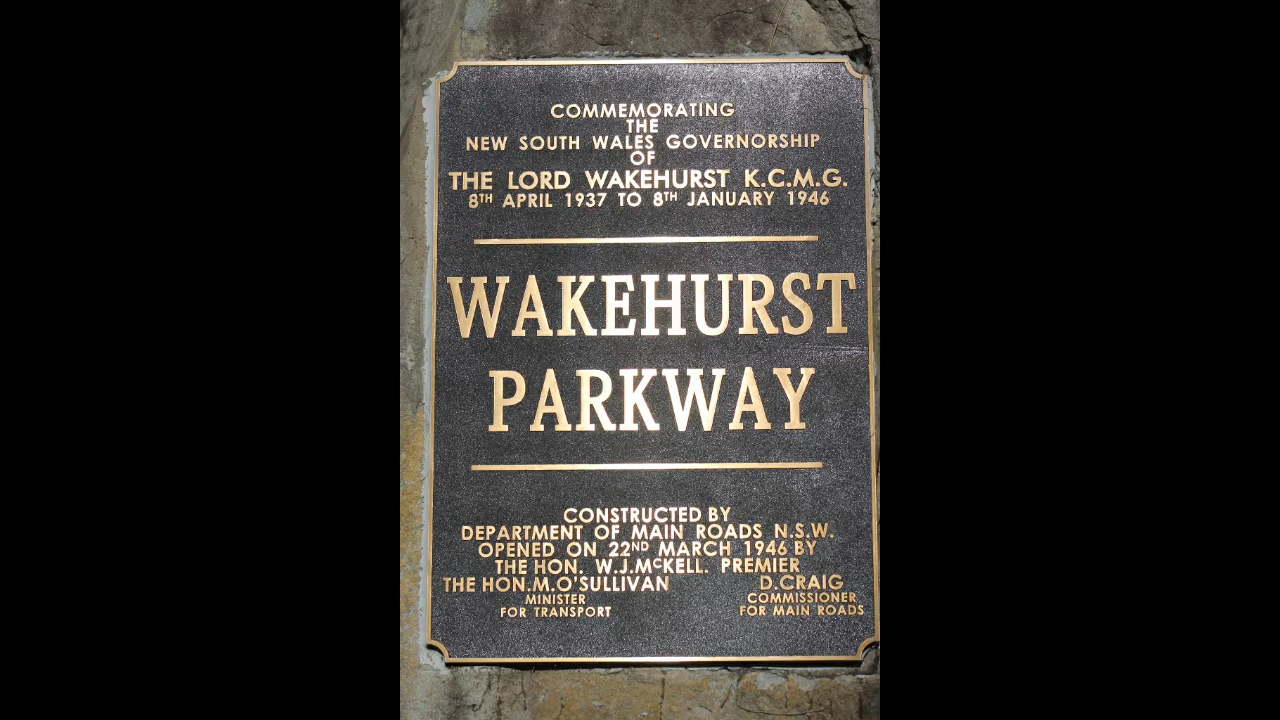 COMMEMORATING
THE
NEW SOUTH WALES GOVERNORSHIP
OF
THE LORD WAKEHURST K.C.M.G.
8TH APRIL 1937 TO 8TH JANUARY 1946
WAKEHURST
PARKWAY
CONSTRUCTED BY
DEPARTMENT OF MAIN ROADS N.S.W.
OPENED ON 22ND MARCH 1946 BY
THE HON. W.J.McKELL. PREMIER
THE HON.M.O'SULLIVAN D.CRAIG
MINISTER COMMISSIONER
FOR TRANSPORT FOR MAIN ROADS